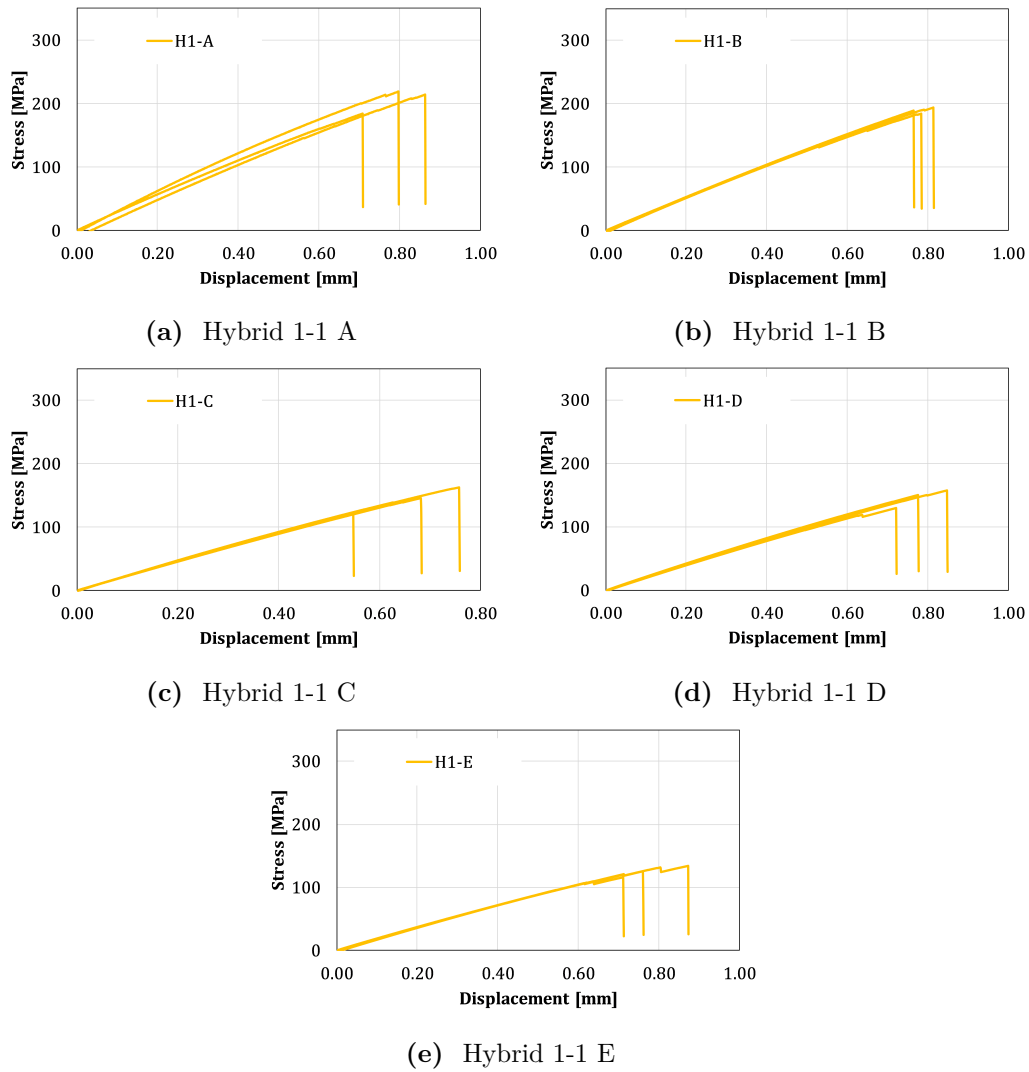 H1-A
Stress [MPa]
300
200
100
0
0.00 0.20 0.40 0.60 0.80 1.00
Displacement [mm]
(a) Hybrid 1-1 A
H1-B
Stress [MPa]
300
200
100
0
0.00 0.20 0.40 0.60 0.80 1.00
Displacement [mm]
(b) Hybrid 1-1 B
H1-C
Stress [MPa]
300
200
100
0
0.00 0.20 0.40 0.60 0.80
Displacement [mm]
(c) Hybrid 1-1 C
H1-D
Stress [MPa]
300
200
100
0
0.00 0.20 0.40 0.60 0.80 1.00
Displacement [mm]
(d) Hybrid 1-1 D
H1-E
Stress [MPa]
300
200
100
0
0.00 0.20 0.40 0.60 0.80 1.00
Displacement [mm]
(e) Hybrid 1-1 E